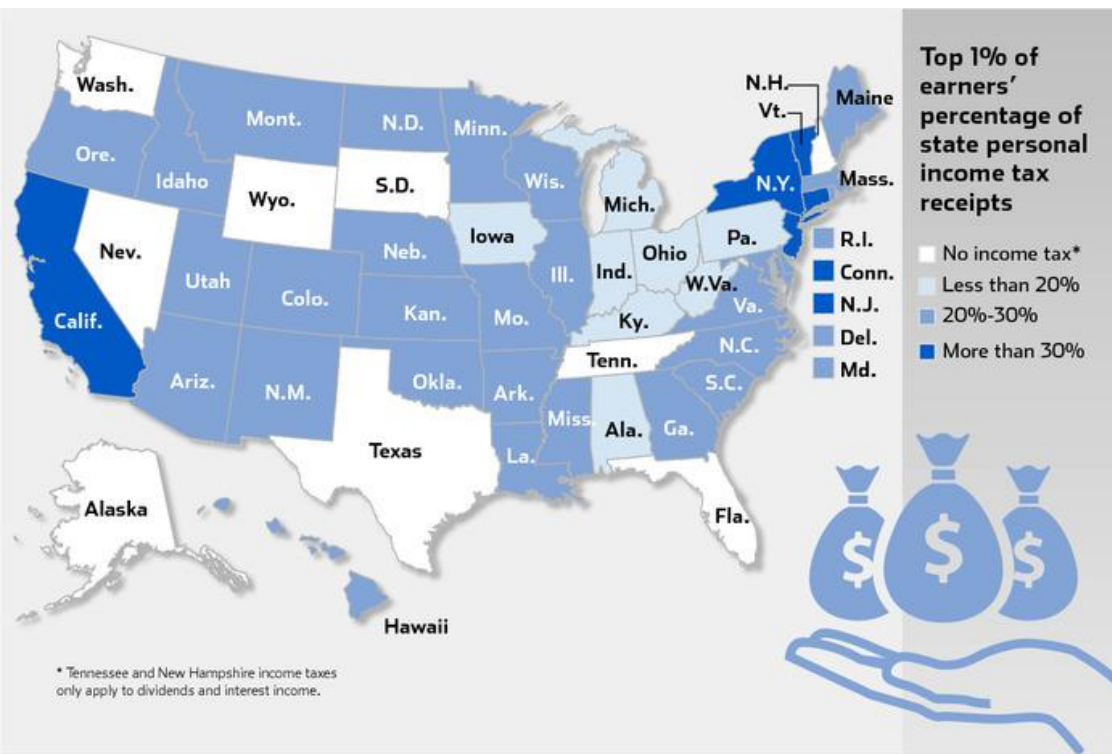 Top 1% of
earners'
percentage of
state personal
income tax
receipts
No income tax*
Less than 20%
20%-30%
More than 30%
Wash.
Ore.
Calif.
Nev.
Idaho
Mont.
Wyo.
Utah
Ariz.
Colo.
N.M.
N.D.
S.D.
Neb.
Kan.
Okla.
Texas
Minn.
Iowa
Mo.
Ark.
La.
Wis.
Ill.
Mich.
Ind.
Ohio
Ky.
Tenn.
Miss.
Ala.
Ga.
Fla.
S.C.
N.C.
Va.
W.Va.
Pa.
N.Y.
Vt.
N.H.
Maine
Mass.
R.I.
Conn.
N.J.
Del.
Md.
Alaska
Hawaii
$
$
$
* Tennessee and New Hampshire income taxes
only apply to dividends and interest income.